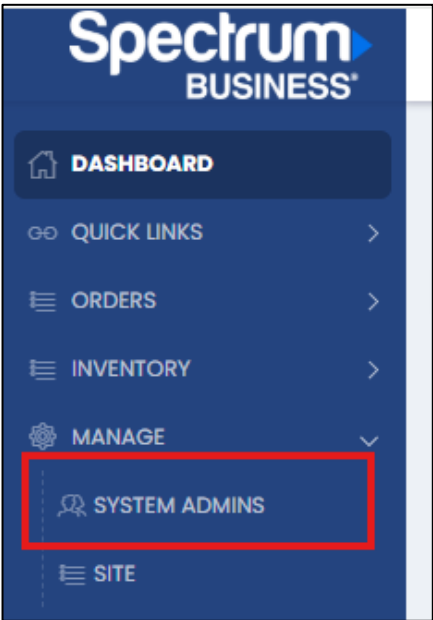 Spectrum
BUSINESS®
DASHBOARD
QUICK LINKS
ORDERS
INVENTORY
MANAGE
SYSTEM ADMINS
SITE